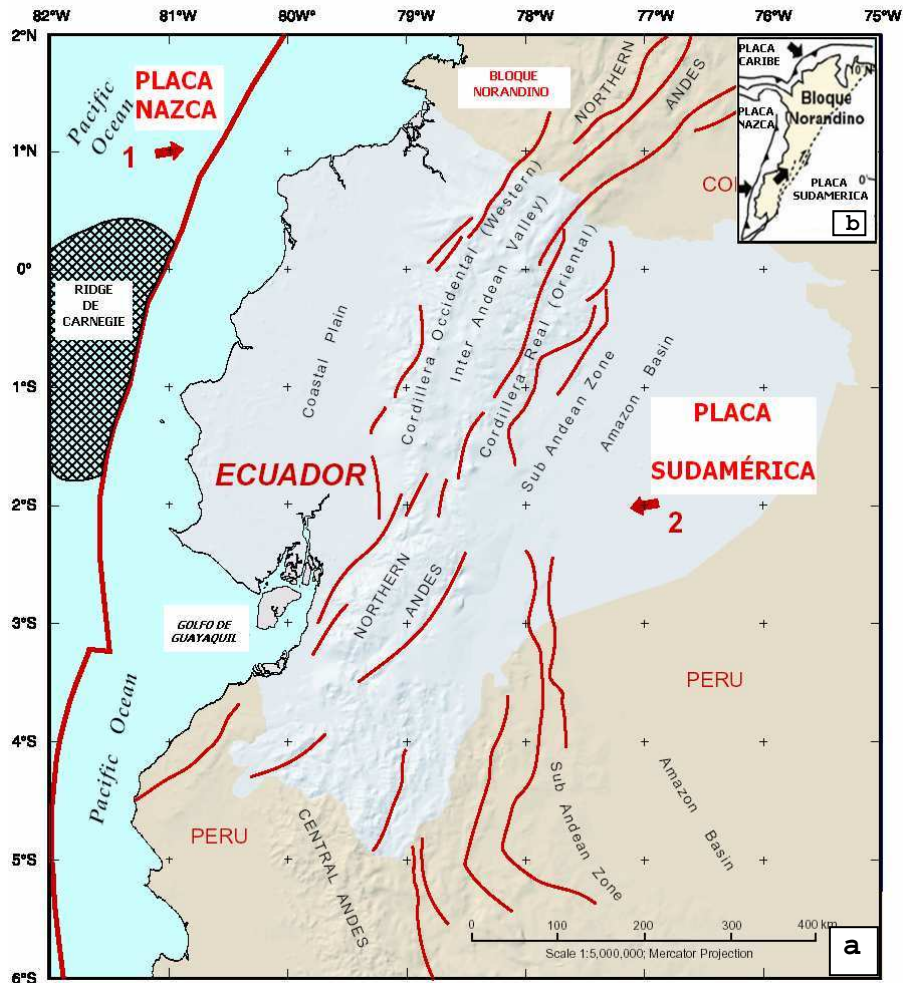 82°W 81°W 80°W 79°W 78°W 77°W 76°W 75°W
2°N
1°N
0°
1°S
2°S
3°S
4°S
5°S
6°S
Pacific
Ocean
PLACA
NAZCA
1
BLOQUE
NORANDINO
NORTHERN
ANDES
RIDGE
DE
CARNEGIE
Coastal Plain
Cordillera Occidental (Western)
Inter Andean Valley)
Cordillera Real (Oriental)
Sub Andean Zone
Amazon Basin
PLACA
SUDAMÉRICA
2
ECUADOR
NORTHERN
ANDES
GOLFO DE
GUAYAQUIL
Pacific Ocean
PERU
PERU
CENTRAL ANDES
Sub Andean Zone
Amazon Basin
0 100 200 300 400 km
Scale 1:5,000,000; Mercator Projection
a
PLACA
CARIBE
10°N
Bloque
Norandino
PLACA
NAZCA
0°
PLACA
SUDAMERICA
b